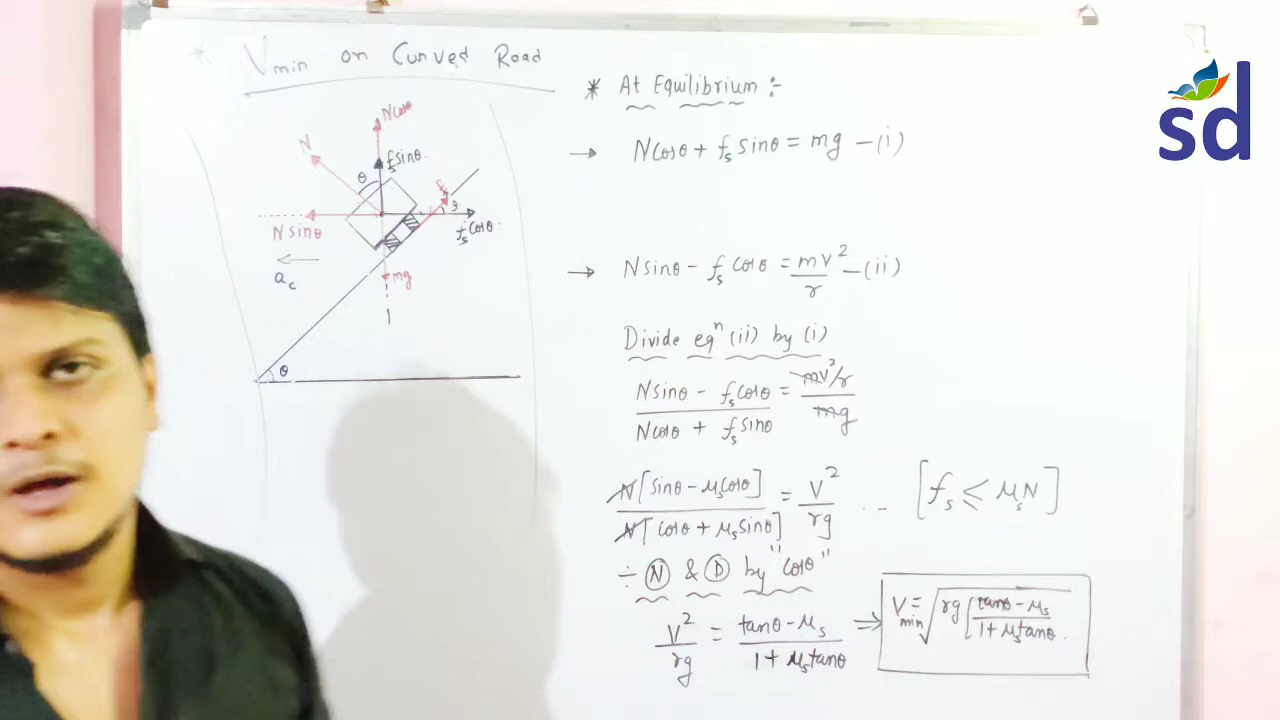 * Vmin on Curved Road
Ncosθ
N
fs sinθ
θ
fs
θ
N sinθ
fs cosθ
ac
mg
θ
* At Equilibrium :-
→ Ncosθ + fs sinθ = mg - (i)
→ Nsinθ - fs cosθ = mv²/r - (ii)
Divide eqⁿ (ii) by (i)
Nsinθ - fs cosθ / Ncosθ + fs sinθ = mv²/r / mg
N[sinθ - μs cosθ] / N[cosθ + μs sinθ] = V²/rg ... [fs ⩽ μsN]
÷ N & D by "cosθ"
V²/rg = tanθ - μs / 1 + μs tanθ ⇒ Vmin = √rg [tanθ - μs / 1 + μs tanθ
sd